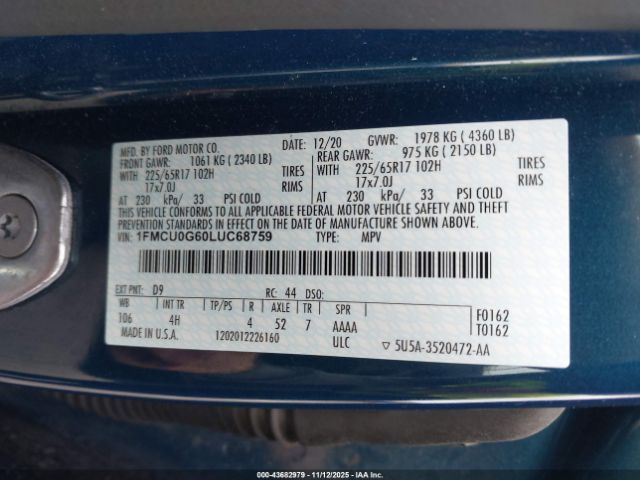 MFD. BY FORD MOTOR CO. DATE: 12/20 GVWR: 1978 KG ( 4360 LB)
FRONT GAWR: 1061 KG ( 2340 LB) REAR GAWR: 975 KG ( 2150 LB)
WITH 225/65R17 102H TIRES WITH 225/65R17 102H TIRES
17x7.0J RIMS 17x7.0J RIMS
AT 230 kPa/ 33 PSI COLD AT 230 kPa/ 33 PSI COLD
THIS VEHICLE CONFORMS TO ALL APPLICABLE FEDERAL MOTOR VEHICLE SAFETY AND THEFT
PREVENTION STANDARDS IN EFFECT ON THE DATE OF MANUFACTURE SHOWN ABOVE.
VIN: 1FMCU0G60LUC68759 TYPE: MPV
EXT PNT: D9 RC: 44 DSO:
WB INT TR TP/PS R AXLE TR SPR F0162
106 4H 4 52 7 AAAA T0162
MADE IN U.S.A. 1202012226160 ULC ▽ 5U5A-3520472-AA
000-43682979 - 11/12/2025 - ©IAAI, Inc.